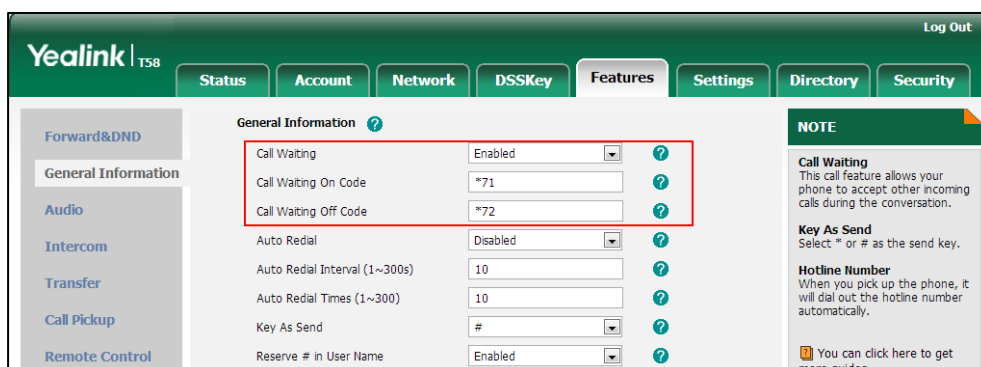 Log Out
Yealink | T58
Status Account Network DSSKey Features Settings Directory Security
Forward&DND
General Information
Audio
Intercom
Transfer
Call Pickup
Remote Control
General Information ?
Call Waiting Enabled ?
Call Waiting On Code *71 ?
Call Waiting Off Code *72 ?
Auto Redial Disabled ?
Auto Redial Interval (1~300s) 10 ?
Auto Redial Times (1~300) 10 ?
Key As Send # ?
Reserve # in User Name Enabled ?
NOTE
Call Waiting
This call feature allows your
phone to accept other incoming
calls during the conversation.
Key As Send
Select * or # as the send key.
Hotline Number
When you pick up the phone, it
will dial out the hotline number
automatically.
? You can click here to get
more guides.